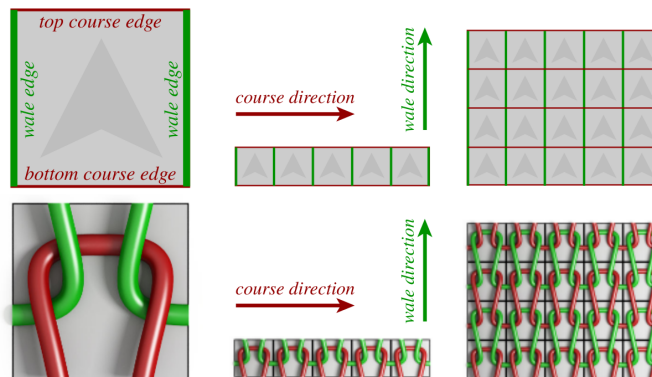 top course edge
wale edge
wale edge
bottom course edge
course direction
wale direction
course direction
wale direction